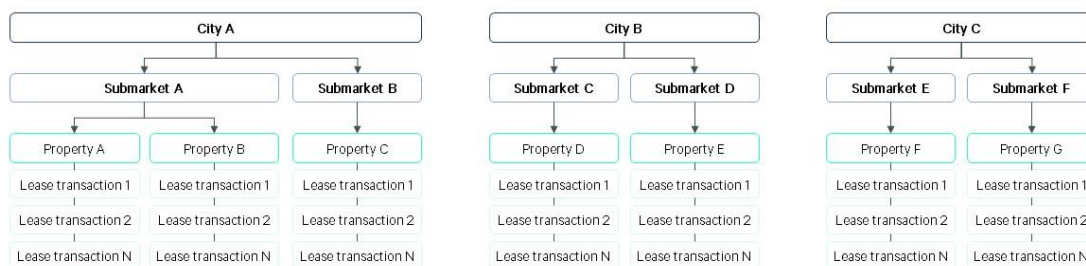 City A City B City C
Submarket A Submarket B Submarket C Submarket D Submarket E Submarket F
Property A Property B Property C Property D Property E Property F Property G
Lease transaction 1 Lease transaction 1 Lease transaction 1 Lease transaction 1 Lease transaction 1 Lease transaction 1 Lease transaction 1
Lease transaction 2 Lease transaction 2 Lease transaction 2 Lease transaction 2 Lease transaction 2 Lease transaction 2 Lease transaction 2
Lease transaction N Lease transaction N Lease transaction N Lease transaction N Lease transaction N Lease transaction N Lease transaction N